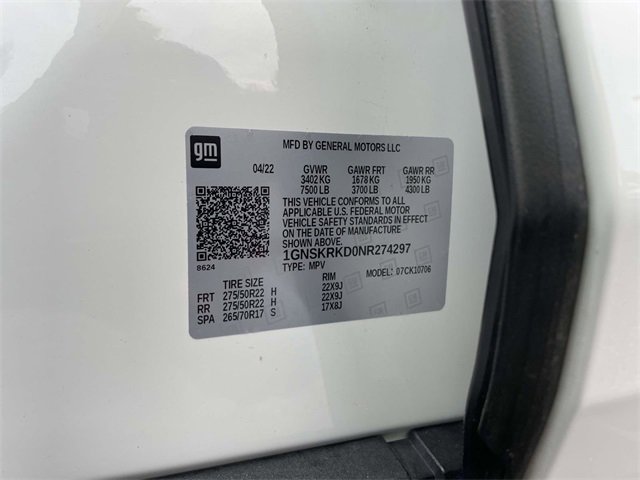 gm
MFD BY GENERAL MOTORS LLC
04/22 GVWR GAWR FRT GAWR RR
3402 KG 1678 KG 1950 KG
7500 LB 3700 LB 4300 LB
THIS VEHICLE CONFORMS TO ALL
APPLICABLE U.S. FEDERAL MOTOR
VEHICLE SAFETY STANDARDS IN EFFECT
ON THE DATE OF MANUFACTURE
SHOWN ABOVE.
1GNSKRKD0NR274297
8624 TYPE: MPV MODEL: 07CK10706
TIRE SIZE RIM
FRT 275/50R22 H 22X9J
RR 275/50R22 H 22X9J
SPA 265/70R17 S 17X8J